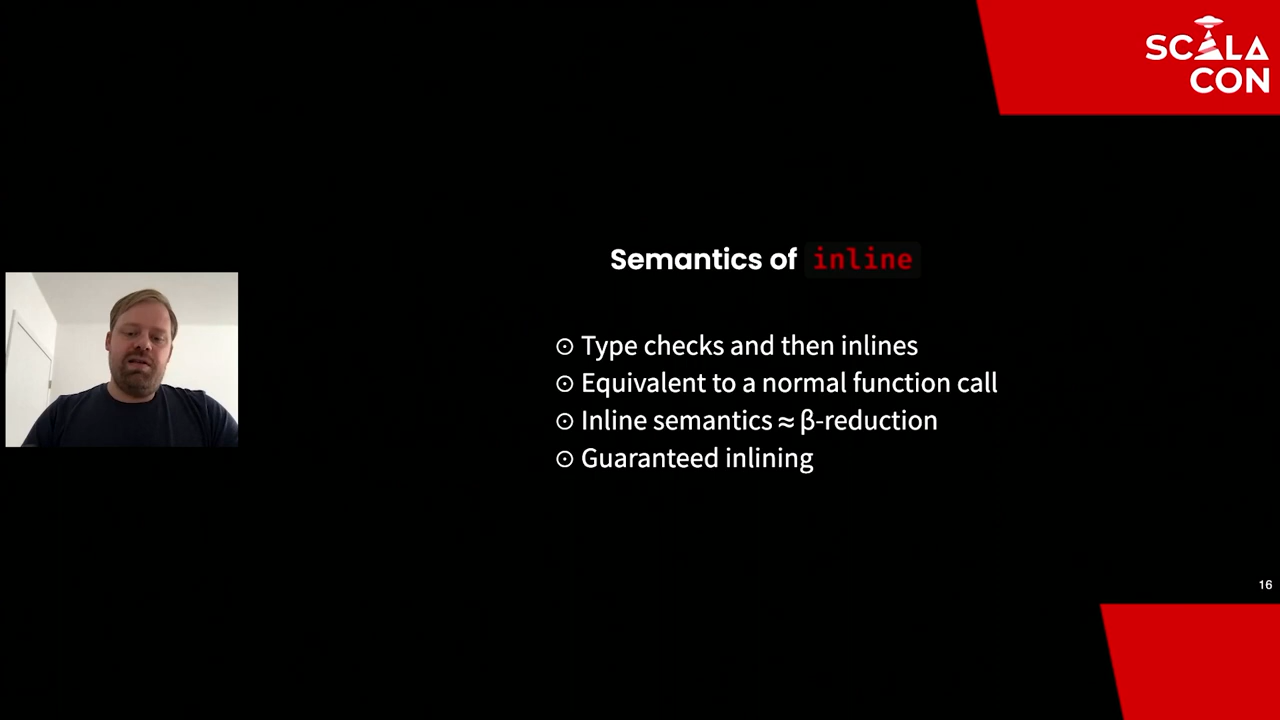 SCALA
CON
Semantics of inline
⊙ Type checks and then inlines
⊙ Equivalent to a normal function call
⊙ Inline semantics ≈ β-reduction
⊙ Guaranteed inlining
16